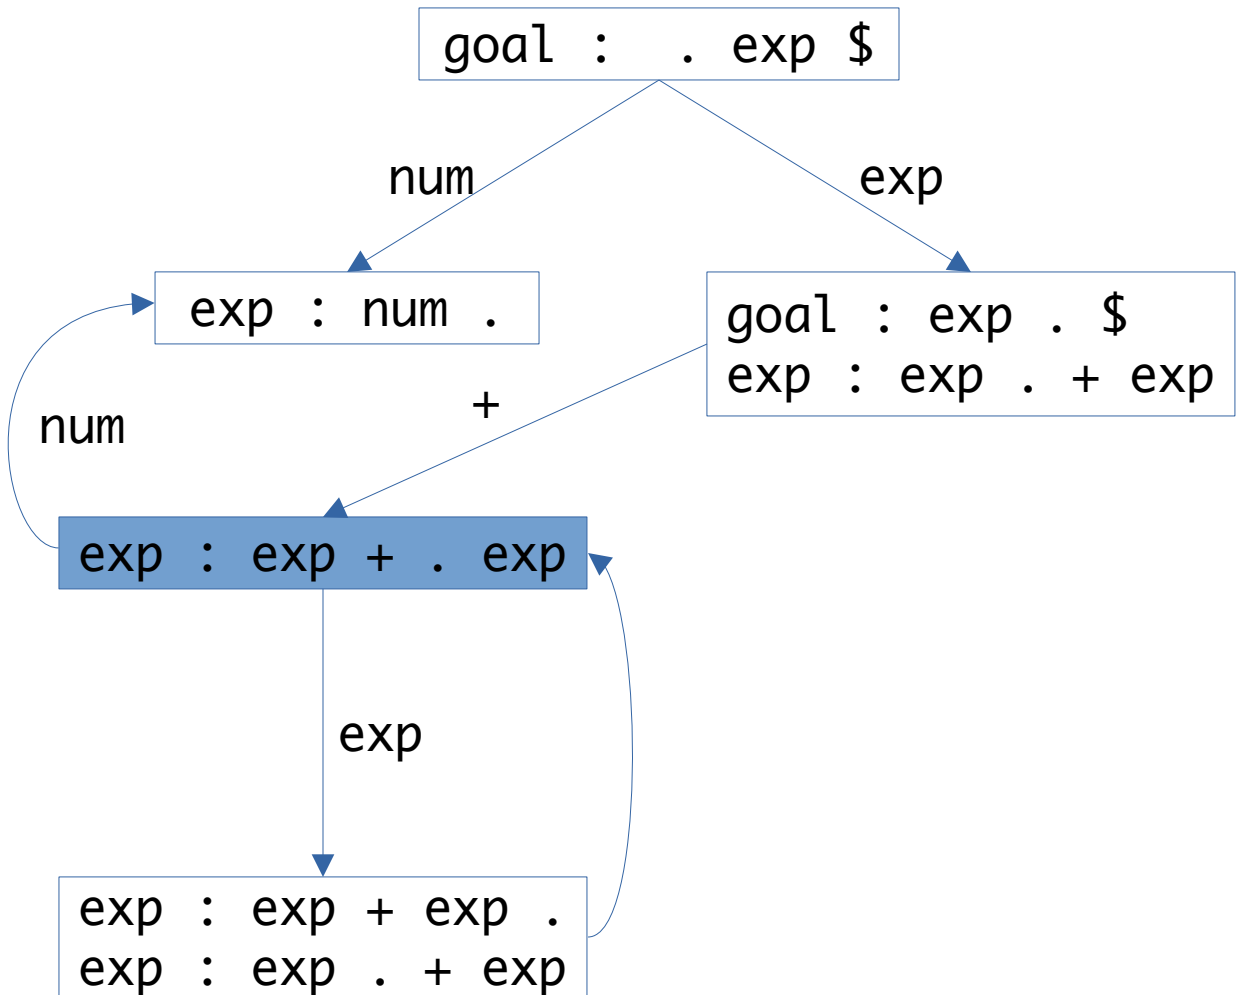 goal :  . exp $
num
exp
exp : num .
goal : exp . $
exp : exp . + exp
+
num
exp : exp + . exp
exp
exp : exp + exp .
exp : exp . + exp